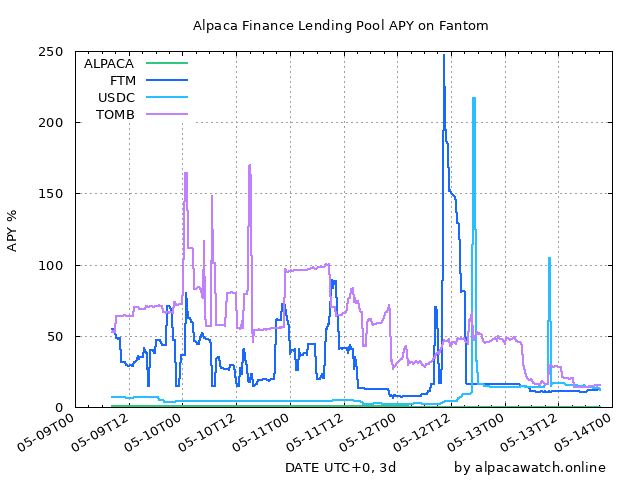 Alpaca Finance Lending Pool APY on Fantom
APY %
250
200
150
100
50
0
ALPACA
FTM
USDC
TOMB
05-09T00
05-09T12
05-10T00
05-10T12
05-11T00
05-11T12
05-12T00
05-12T12
05-13T00
05-13T12
05-14T00
DATE UTC+0, 3d
by alpacawatch.online